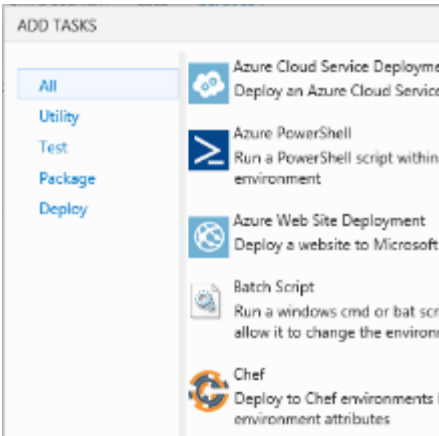 ADD TASKS
All
Utility
Test
Package
Deploy
Azure Cloud Service Deployme
Deploy an Azure Cloud Service
Azure PowerShell
Run a PowerShell script within
environment
Azure Web Site Deployment
Deploy a website to Microsoft
Batch Script
Run a windows cmd or bat scr
allow it to change the environ
Chef
Deploy to Chef environments
environment attributes